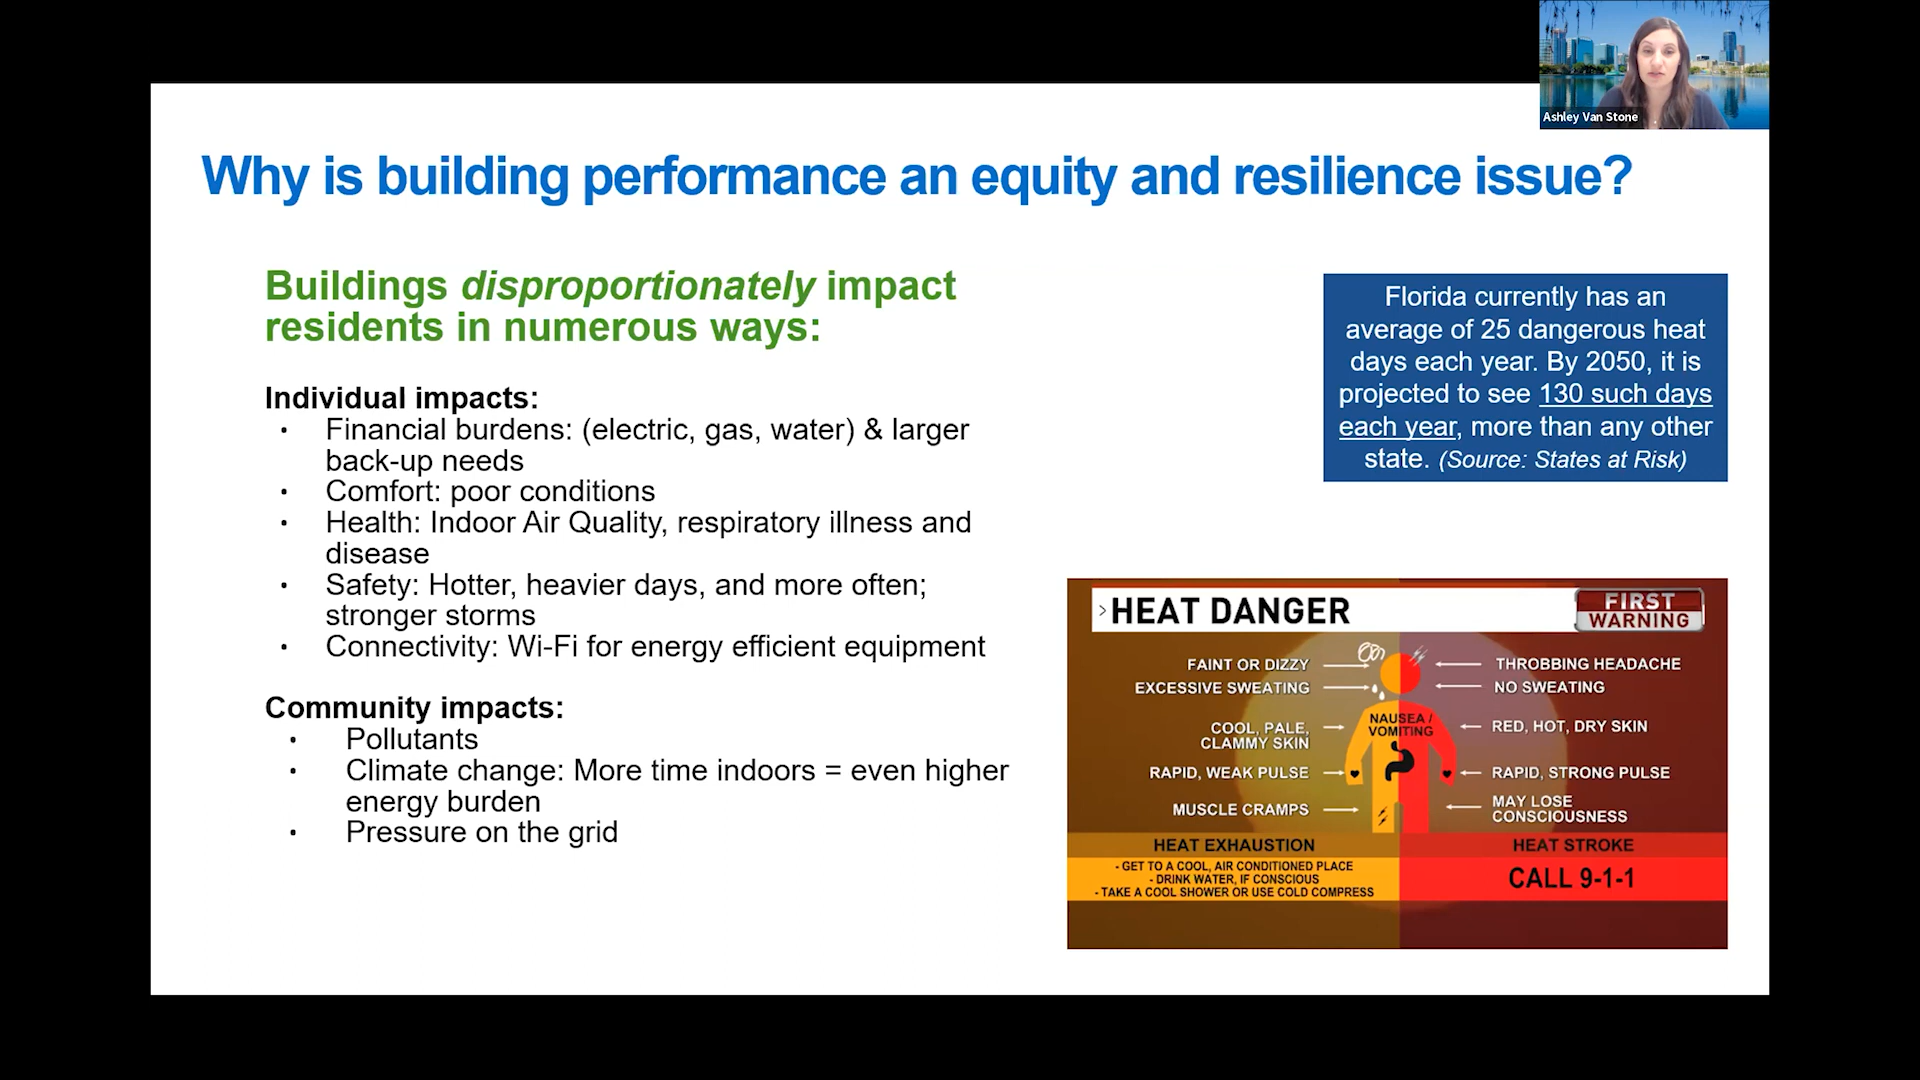 Ashley Van Stone
Why is building performance an equity and resilience issue?
Buildings disproportionately impact
residents in numerous ways:
Individual impacts:
• Financial burdens: (electric, gas, water) & larger
back-up needs
• Comfort: poor conditions
• Health: Indoor Air Quality, respiratory illness and
disease
• Safety: Hotter, heavier days, and more often;
stronger storms
• Connectivity: Wi-Fi for energy efficient equipment
Community impacts:
• Pollutants
• Climate change: More time indoors = even higher
energy burden
• Pressure on the grid
Florida currently has an
average of 25 dangerous heat
days each year. By 2050, it is
projected to see 130 such days
each year, more than any other
state. (Source: States at Risk)
>HEAT DANGER
FIRST
WARNING
FAINT OR DIZZY
EXCESSIVE SWEATING
COOL, PALE,
CLAMMY SKIN
RAPID, WEAK PULSE
MUSCLE CRAMPS
NAUSEA /
VOMITING
THROBBING HEADACHE
NO SWEATING
RED, HOT, DRY SKIN
RAPID, STRONG PULSE
MAY LOSE
CONSCIOUSNESS
HEAT EXHAUSTION
- GET TO A COOL, AIR CONDITIONED PLACE
- DRINK WATER, IF CONSCIOUS
- TAKE A COOL SHOWER OR USE COLD COMPRESS
HEAT STROKE
CALL 9-1-1